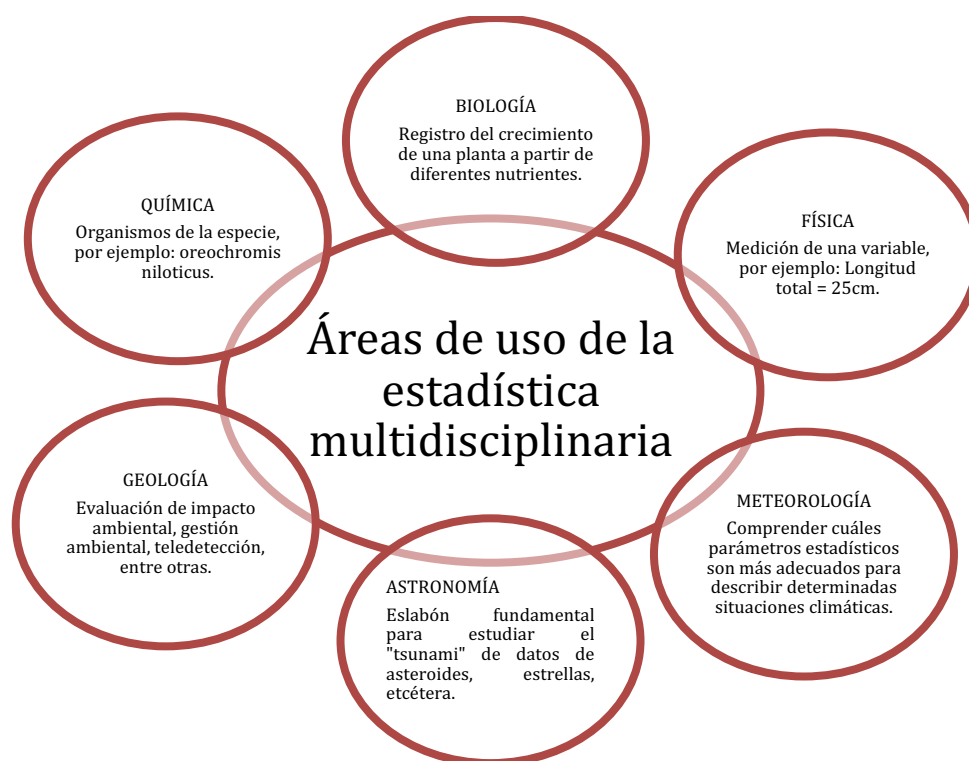 BIOLOGÍA
Registro del crecimiento
de una planta a partir de
diferentes nutrientes.
QUÍMICA
Organismos de la especie,
por ejemplo: oreochromis
niloticus.
FÍSICA
Medición de una variable,
por ejemplo: Longitud
total = 25cm.
Áreas de uso de la
estadística
multidisciplinaria
GEOLOGÍA
Evaluación de impacto
ambiental, gestión
ambiental, teledetección,
entre otras.
METEOROLOGÍA
Comprender cuáles
parámetros estadísticos
son más adecuados para
describir determinadas
situaciones climáticas.
ASTRONOMÍA
Eslabón fundamental
para estudiar el
"tsunami" de datos de
asteroides, estrellas,
etcétera.